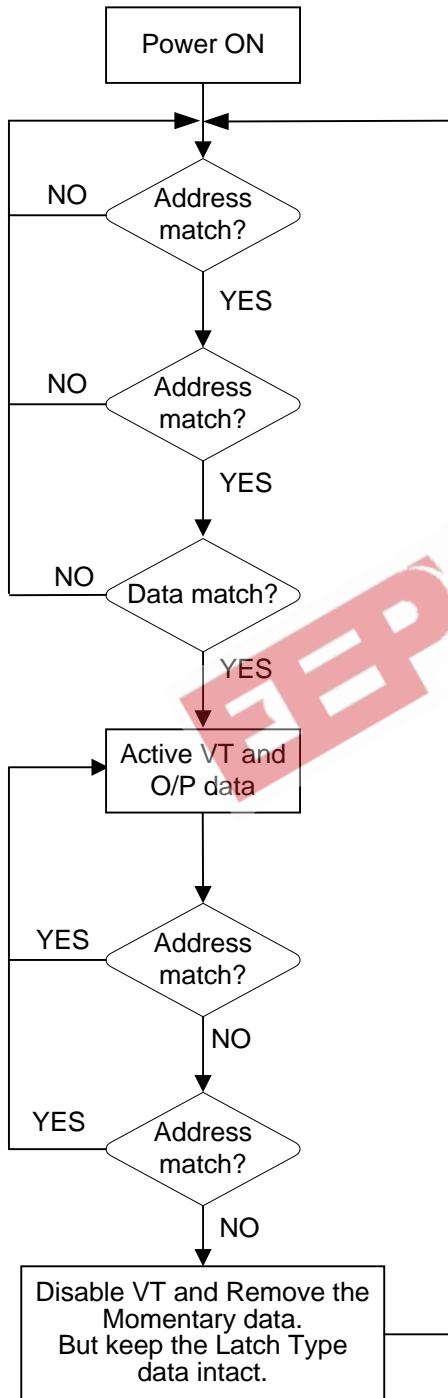 Power ON
NO
Address
match?
YES
NO
Address
match?
YES
NO
Data match?
YES
EEP
Active VT and
O/P data
YES
Address
match?
NO
YES
Address
match?
NO
Disable VT and Remove the
Momentary data.
But keep the Latch Type
data intact.